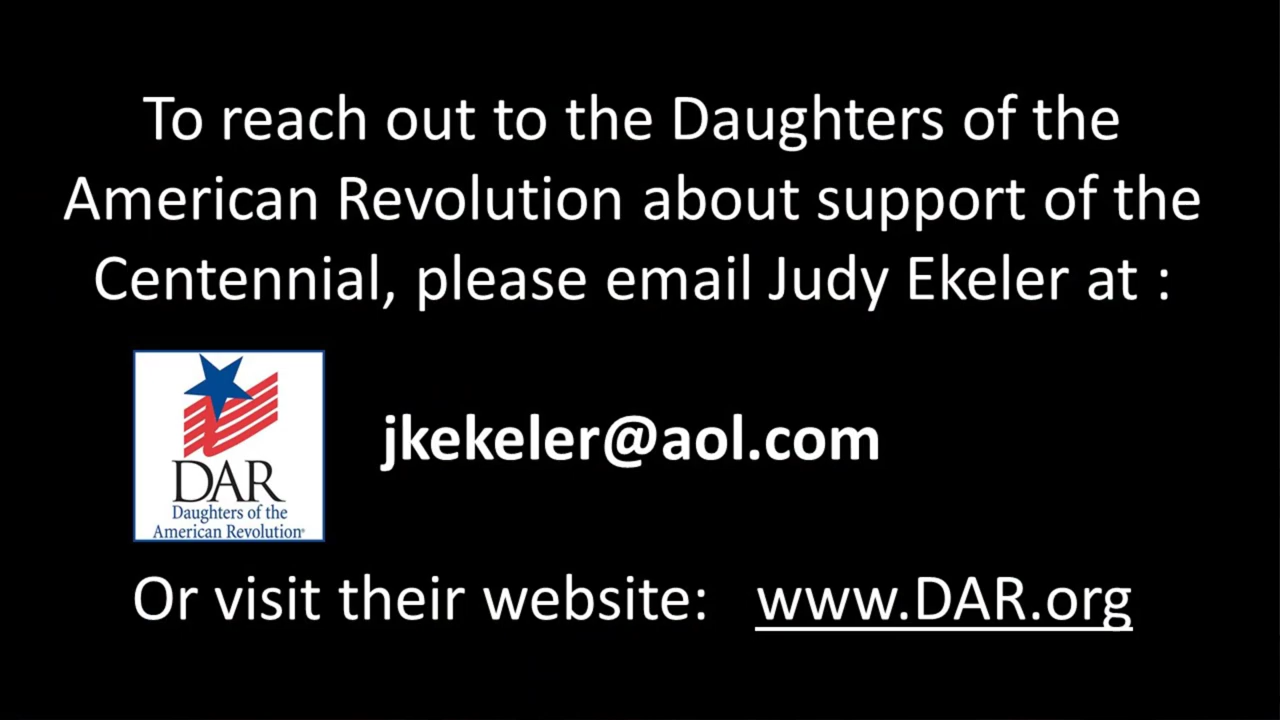 To reach out to the Daughters of the
American Revolution about support of the
Centennial, please email Judy Ekeler at :
jkekeler@aol.com
DAR
Daughters of the
American Revolution®
Or visit their website: www.DAR.org